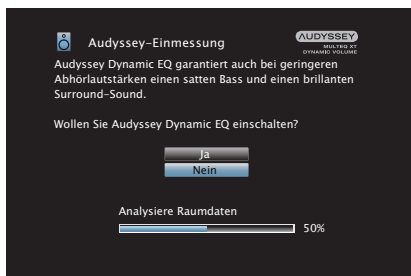 Audyssey-Einmessung
AUDYSSEY
MULTEQ XT
DYNAMIC VOLUME
Audyssey Dynamic EQ garantiert auch bei geringeren
Abhörlautstärken einen satten Bass und einen brillanten
Surround-Sound.
Wollen Sie Audyssey Dynamic EQ einschalten?
Ja
Nein
Analysiere Raumdaten
50%